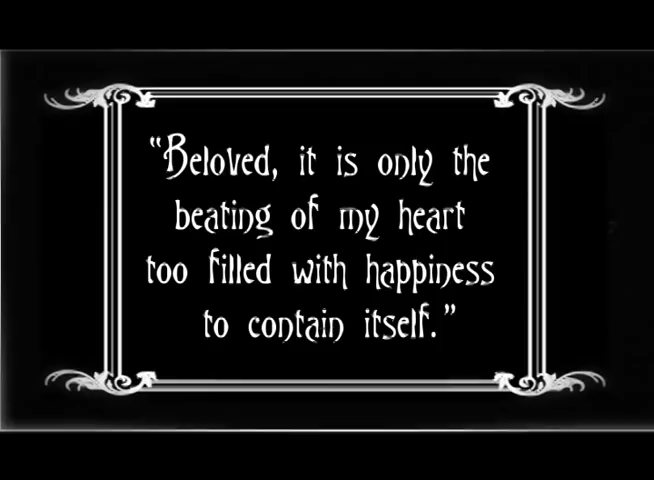 “Beloved, it is only the
beating of my heart
too filled with happiness
to contain itself.”